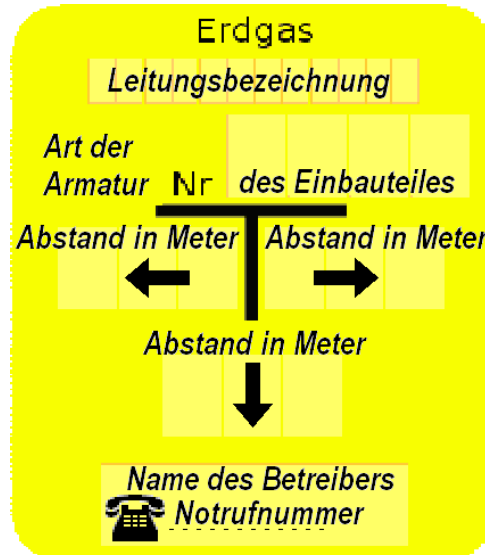 Erdgas
Leitungsbezeichnung
Art der
Armatur Nr des Einbauteiles
Abstand in Meter Abstand in Meter
Abstand in Meter
Name des Betreibers
Notrufnummer